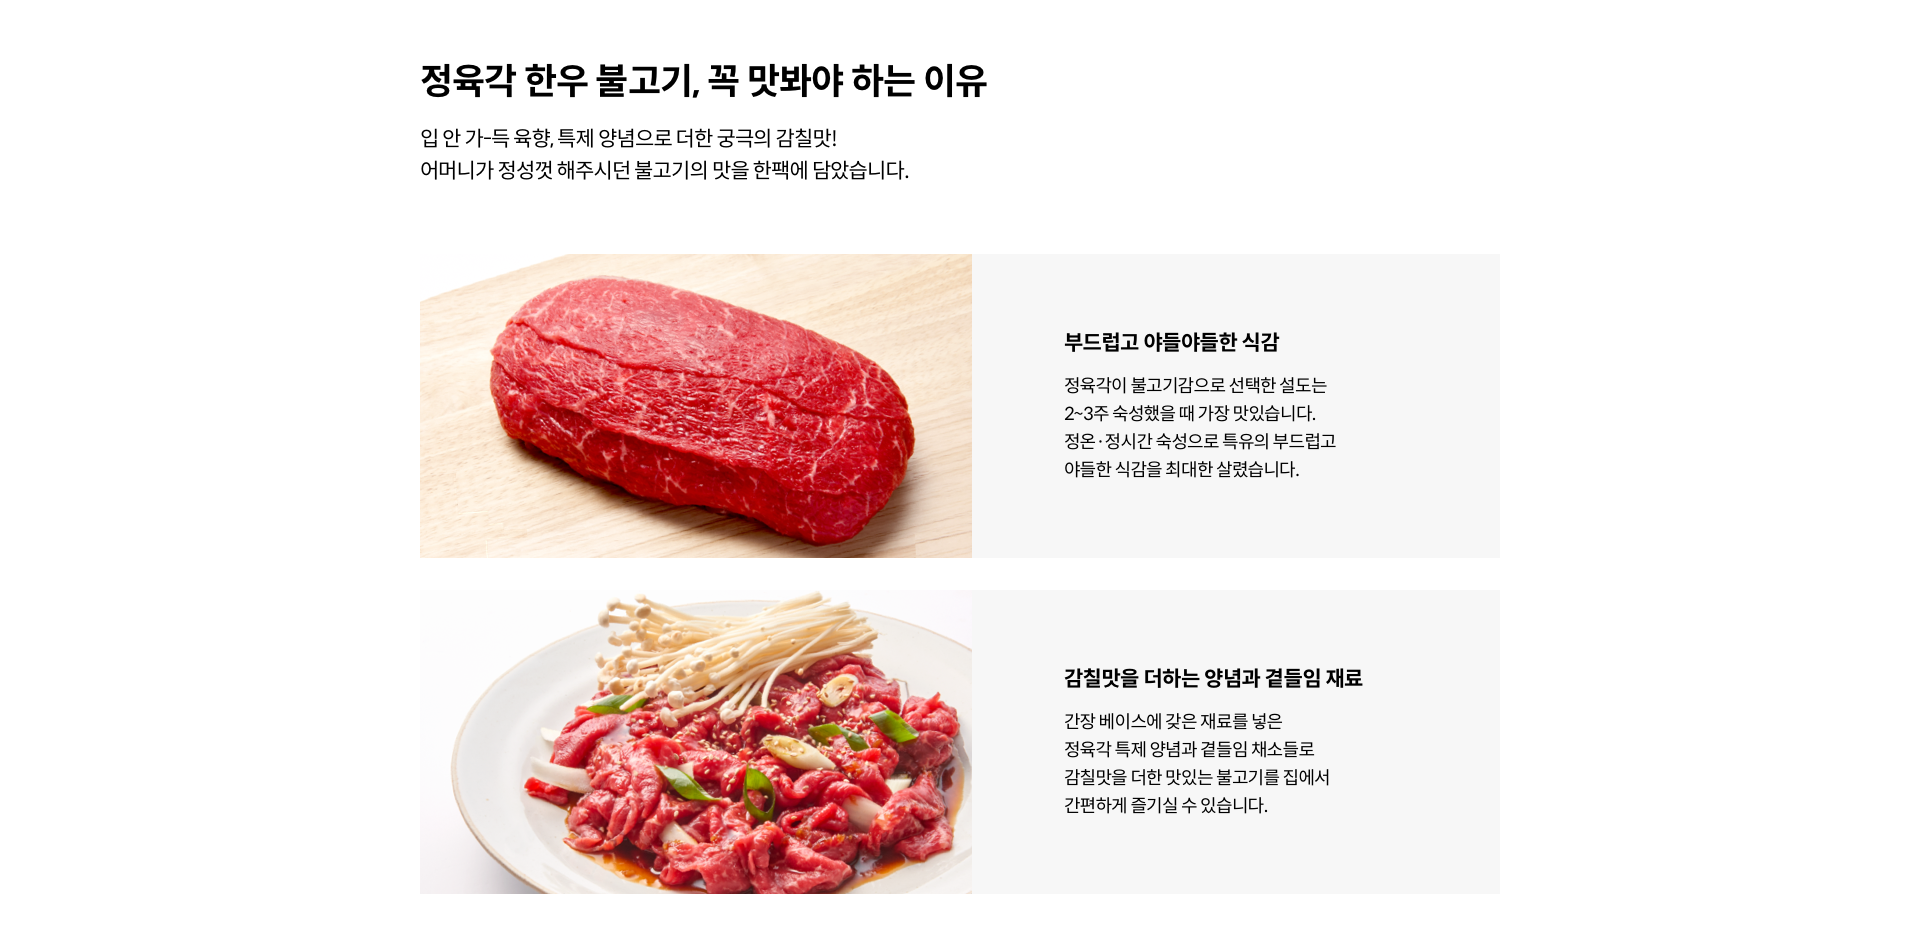 정육각 한우 불고기, 꼭 맛봐야 하는 이유
입 안 가-득 육향, 특제 양념으로 더한 궁극의 감칠맛!
어머니가 정성껏 해주시던 불고기의 맛을 한팩에 담았습니다.
부드럽고 야들야들한 식감
정육각이 불고기감으로 선택한 설도는
2~3주 숙성했을 때 가장 맛있습니다.
정온·정시간 숙성으로 특유의 부드럽고
야들한 식감을 최대한 살렸습니다.
감칠맛을 더하는 양념과 곁들임 재료
간장 베이스에 갖은 재료를 넣은
정육각 특제 양념과 곁들임 채소들로
감칠맛을 더한 맛있는 불고기를 집에서
간편하게 즐기실 수 있습니다.